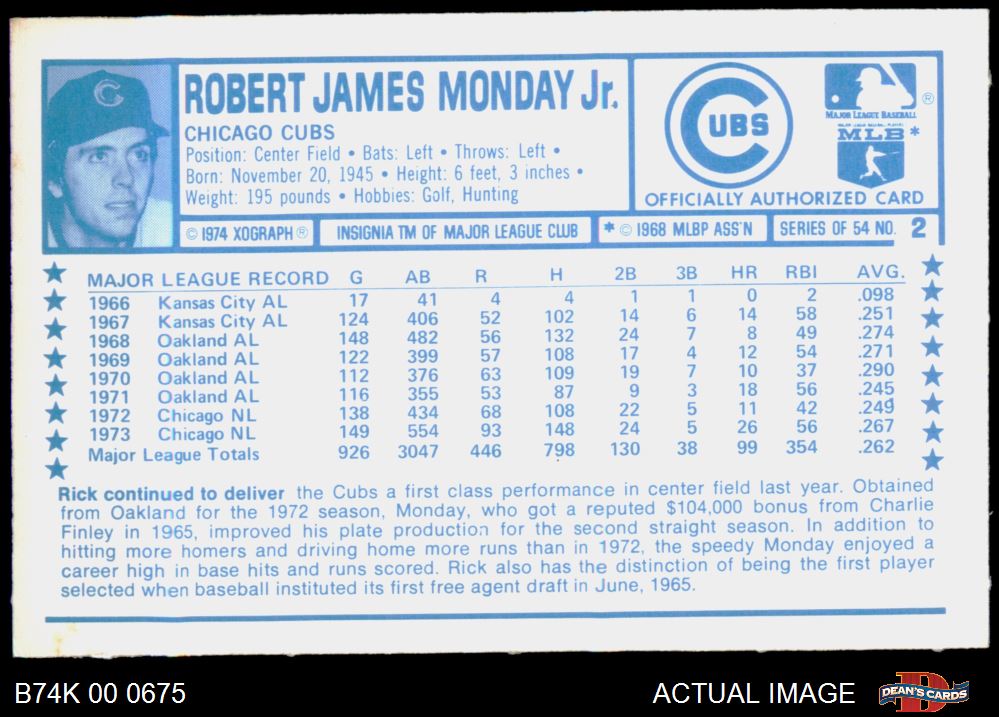 C
ROBERT JAMES MONDAY Jr.
CHICAGO CUBS
Position: Center Field • Bats: Left • Throws: Left •
Born: November 20, 1945 • Height: 6 feet, 3 inches •
Weight: 195 pounds • Hobbies: Golf, Hunting
CUBS
®
MAJOR LEAGUE BASEBALL
MLB *
OFFICIALLY AUTHORIZED CARD
© 1974 XOGRAPH ®
INSIGNIA TM OF MAJOR LEAGUE CLUB
* © 1968 MLBP ASS'N
SERIES OF 54 NO. 2
MAJOR LEAGUE RECORD G AB R H 2B 3B HR RBI AVG.
1966 Kansas City AL 17 41 4 4 1 1 0 2 .098
1967 Kansas City AL 124 406 52 102 14 6 14 58 .251
1968 Oakland AL 148 482 56 132 24 7 8 49 .274
1969 Oakland AL 122 399 57 108 17 4 12 54 .271
1970 Oakland AL 112 376 63 109 19 7 10 37 .290
1971 Oakland AL 116 355 53 87 9 3 18 56 .245
1972 Chicago NL 138 434 68 108 22 5 11 42 .249
1973 Chicago NL 149 554 93 148 24 5 26 56 .267
Major League Totals 926 3047 446 798 130 38 99 354 .262
Rick continued to deliver the Cubs a first class performance in center field last year. Obtained
from Oakland for the 1972 season, Monday, who got a reputed $104,000 bonus from Charlie
Finley in 1965, improved his plate production for the second straight season. In addition to
hitting more homers and driving home more runs than in 1972, the speedy Monday enjoyed a
career high in base hits and runs scored. Rick also has the distinction of being the first player
selected when baseball instituted its first free agent draft in June, 1965.
B74K 00 0675
ACTUAL IMAGE
D
DEAN'S CARDS